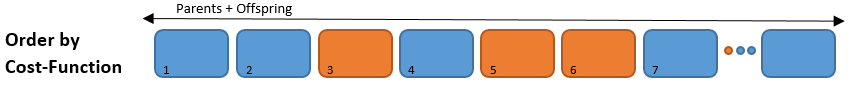 Parents + Offspring
Order by
Cost-Function
1 2 3 4 5 6 7